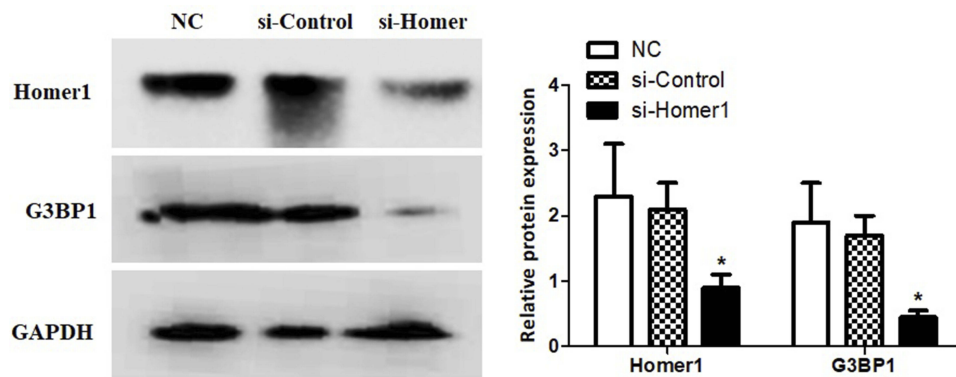 NC si-Control si-Homer
Homer1
G3BP1
GAPDH
NC
si-Control
si-Homer1
Relative protein expression
4
3
2
1
0
*
*
Homer1 G3BP1